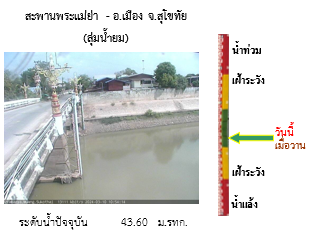 สะพานพระแม่ย่า - อ.เมือง จ.สุโขทัย
(ลุ่มน้ำยม)
น้ำท่วม
เฝ้าระวัง
วันนี้
เมื่อวาน
เฝ้าระวัง
น้ำแล้ง
ระดับน้ำปัจจุบัน 43.60 ม.รทก.